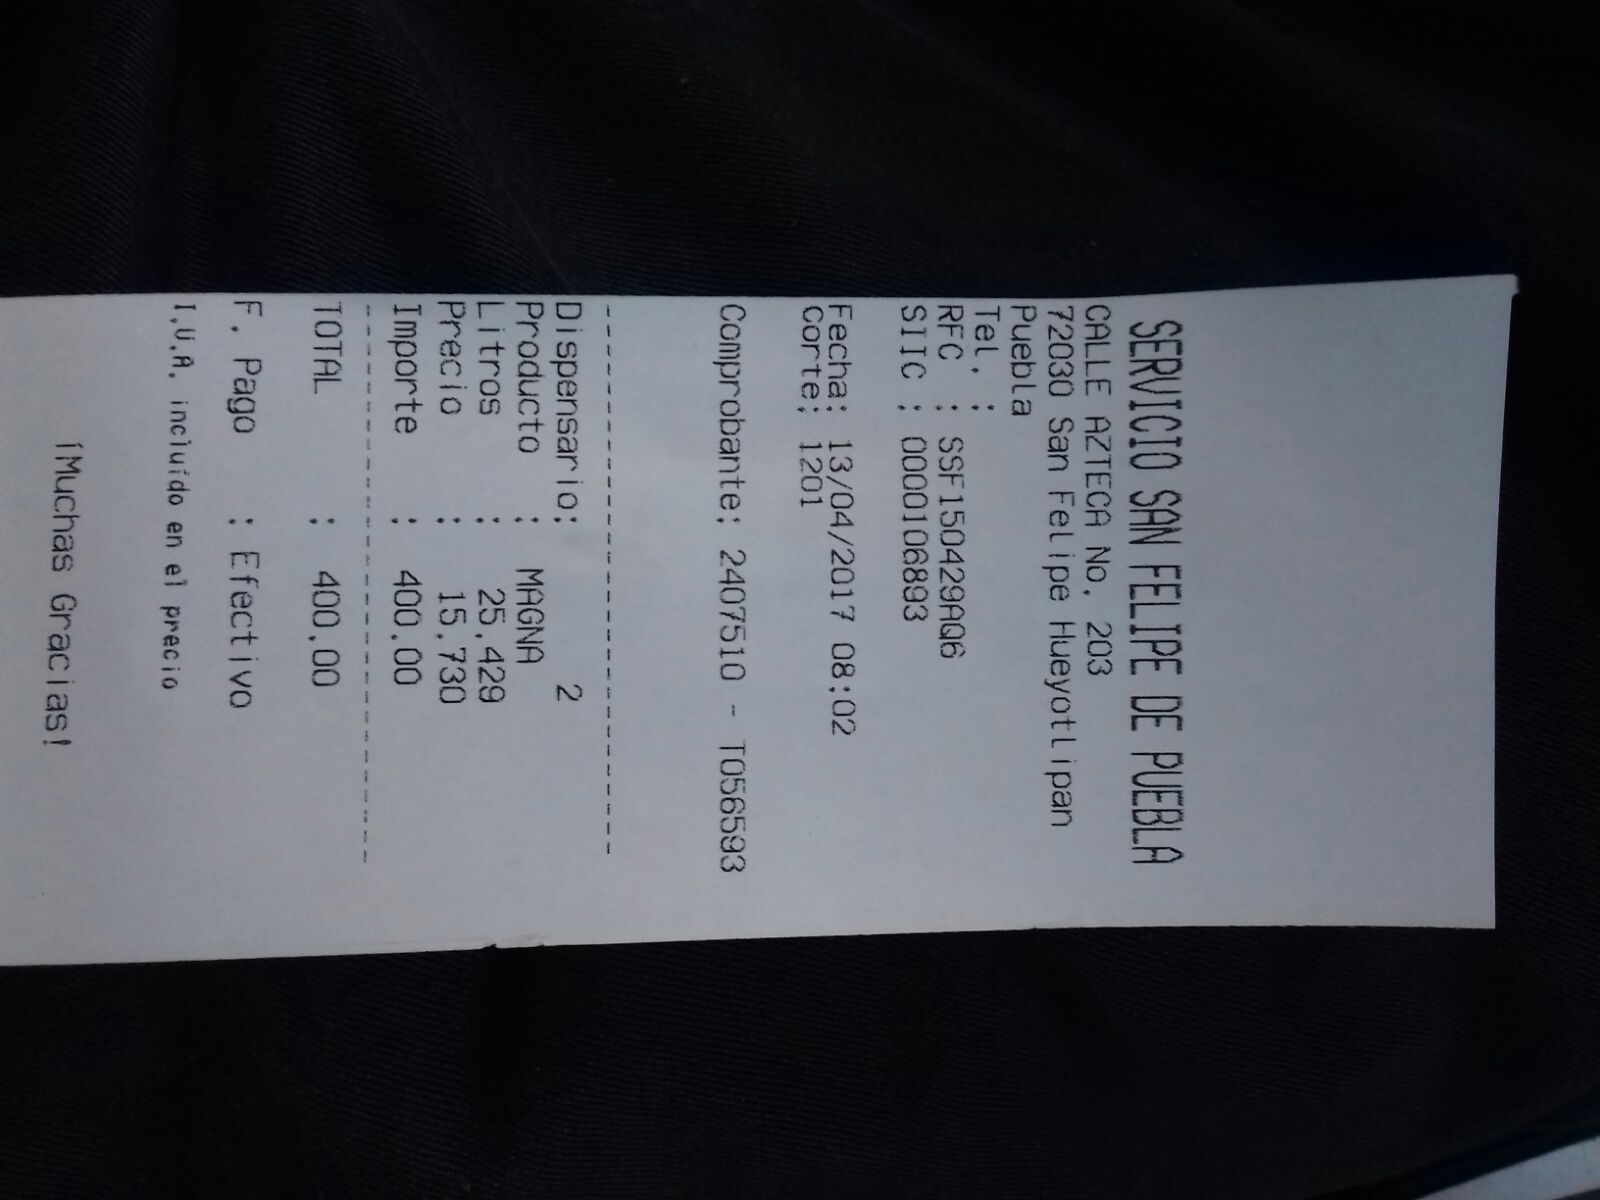 SERVICIO SAN FELIPE DE PUEBLA
CALLE AZTECA No. 203
72030 San Felipe Hueyotlipan
Puebla
Tel. :
RFC : SSF150429AQ6
SIIC : 0000106893
Fecha: 13/04/2017 08:02
Corte: 1201
Comprobante: 2407510 - T056593
--------------------------------
Dispensario: 2
Producto : MAGNA
Litros : 25.429
Precio : 15.730
Importe : 400.00
--------------------------------
TOTAL : 400.00
F. Pago : Efectivo
I.V.A. incluído en el precio
¡Muchas Gracias!